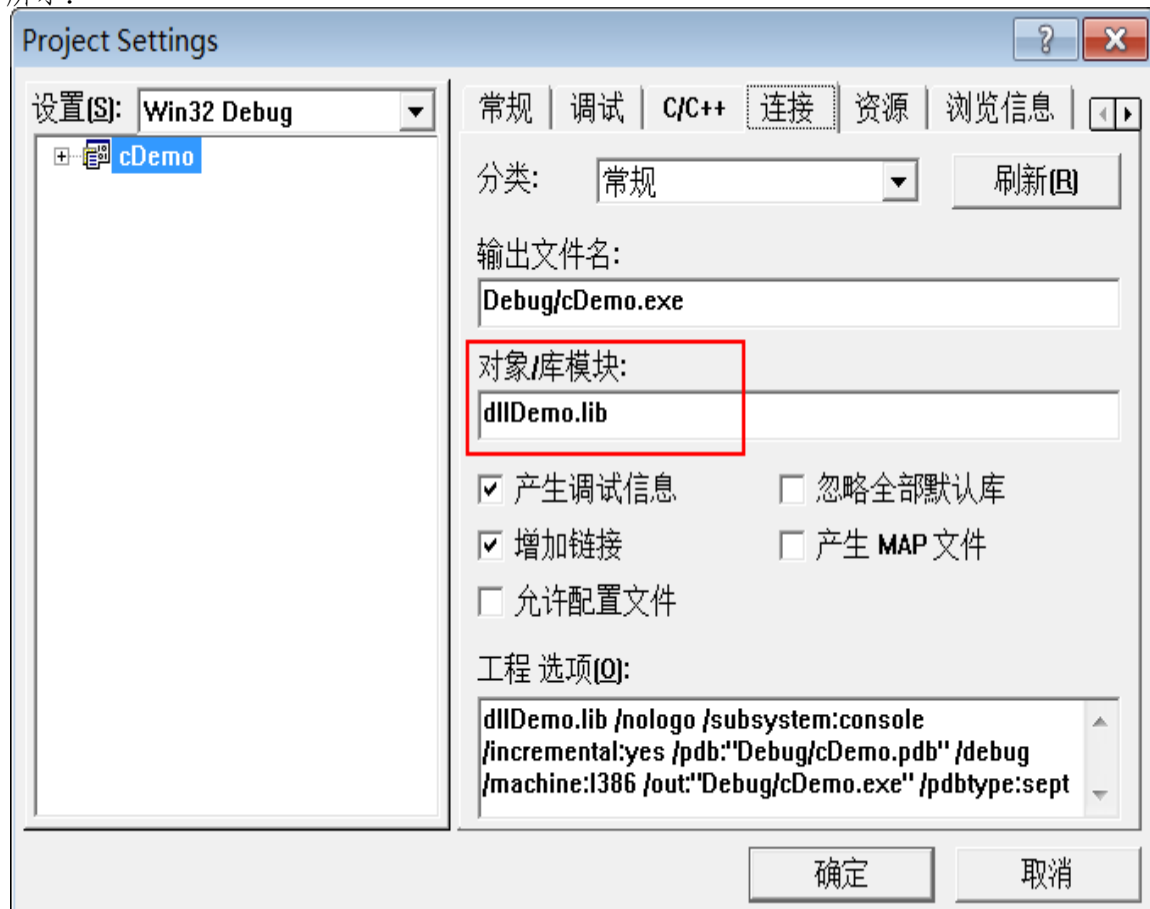 Project Settings
设置(S): Win32 Debug
cDemo
常规 调试 C/C++ 连接 资源 浏览信息
分类: 常规 刷新(R)
输出文件名:
Debug/cDemo.exe
对象/库模块:
dllDemo.lib
产生调试信息 忽略全部默认库
增加链接 产生 MAP 文件
允许配置文件
工程 选项(O):
dllDemo.lib /nologo /subsystem:console
/incremental:yes /pdb:"Debug/cDemo.pdb" /debug
/machine:I386 /out:"Debug/cDemo.exe" /pdbtype:sept
确定 取消